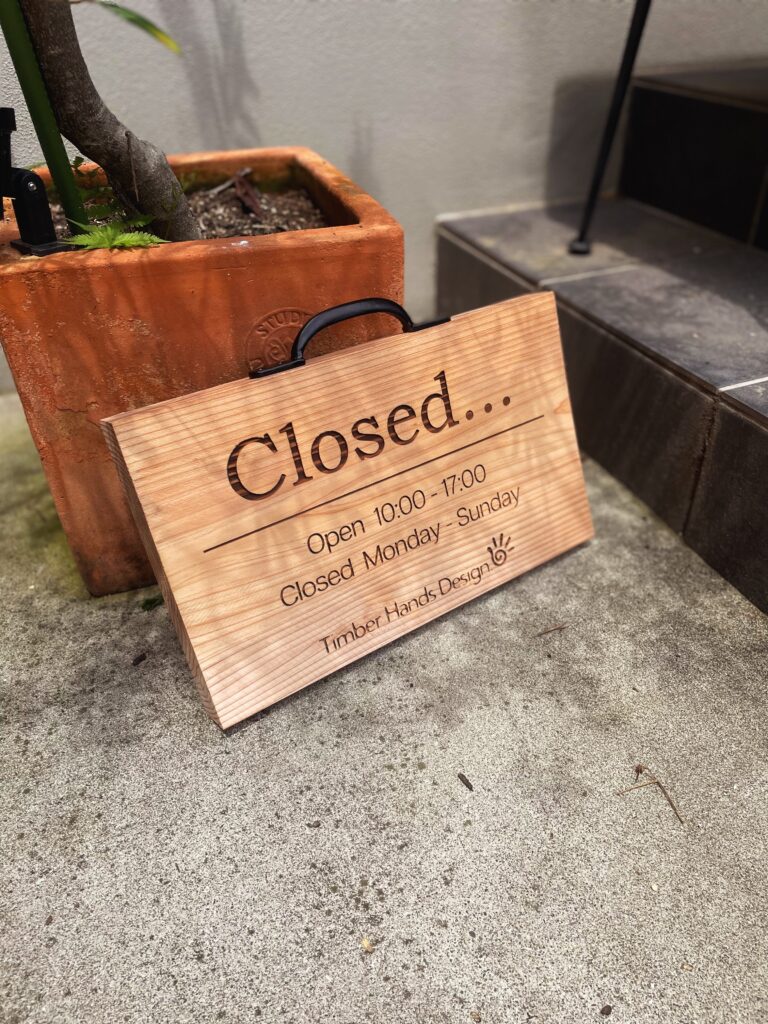 Closed...
Open 10:00 - 17:00
Closed Monday - Sunday
Timber Hands Design